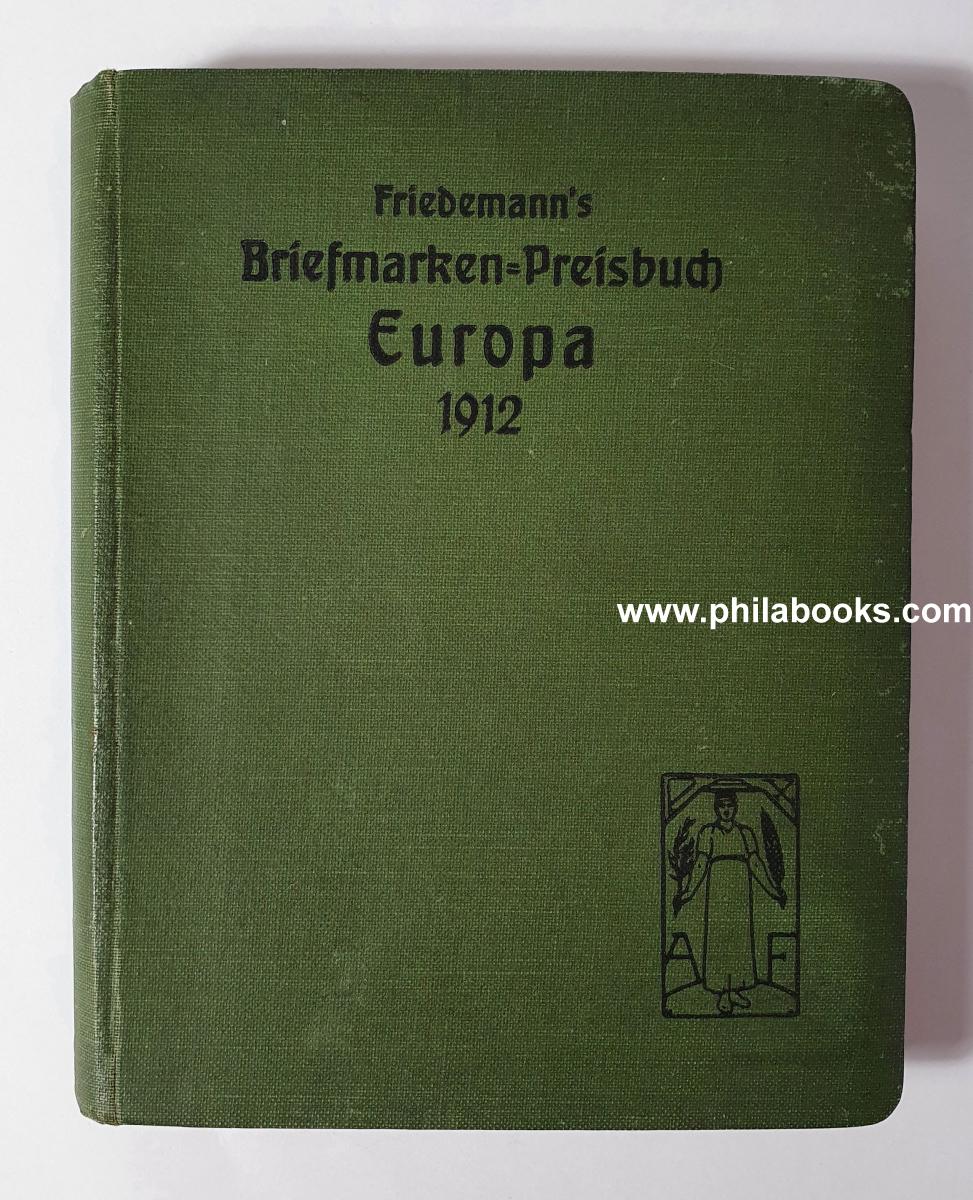 Friedemann's
Briefmarken=Preisbuch
Europa
1912
www.philabooks.com
A F